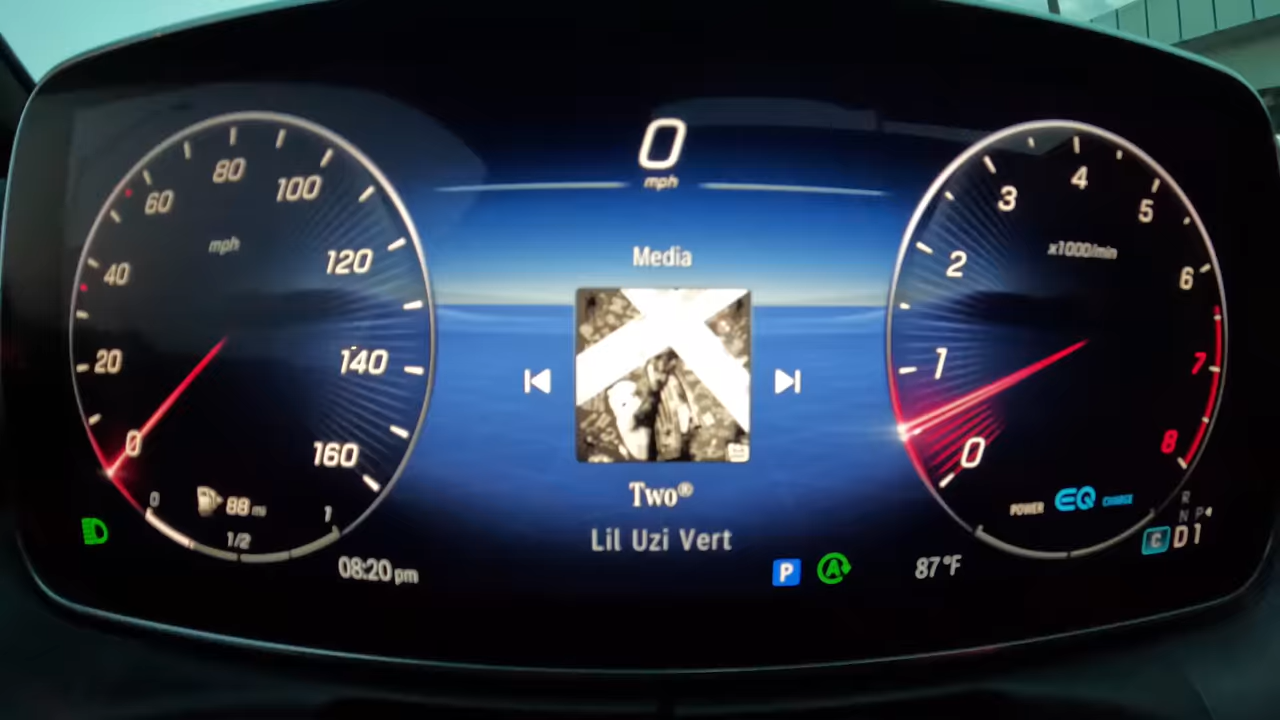 0
mph
20
40
60
80
100
120
140
160
0
mph
0
1/2
1
88 mi
08:20 pm
Media
Two®
Lil Uzi Vert
P
A
87°F
0
1
2
3
4
5
6
7
8
x1000/min
POWER EQ CHARGE
R
N P
C D1